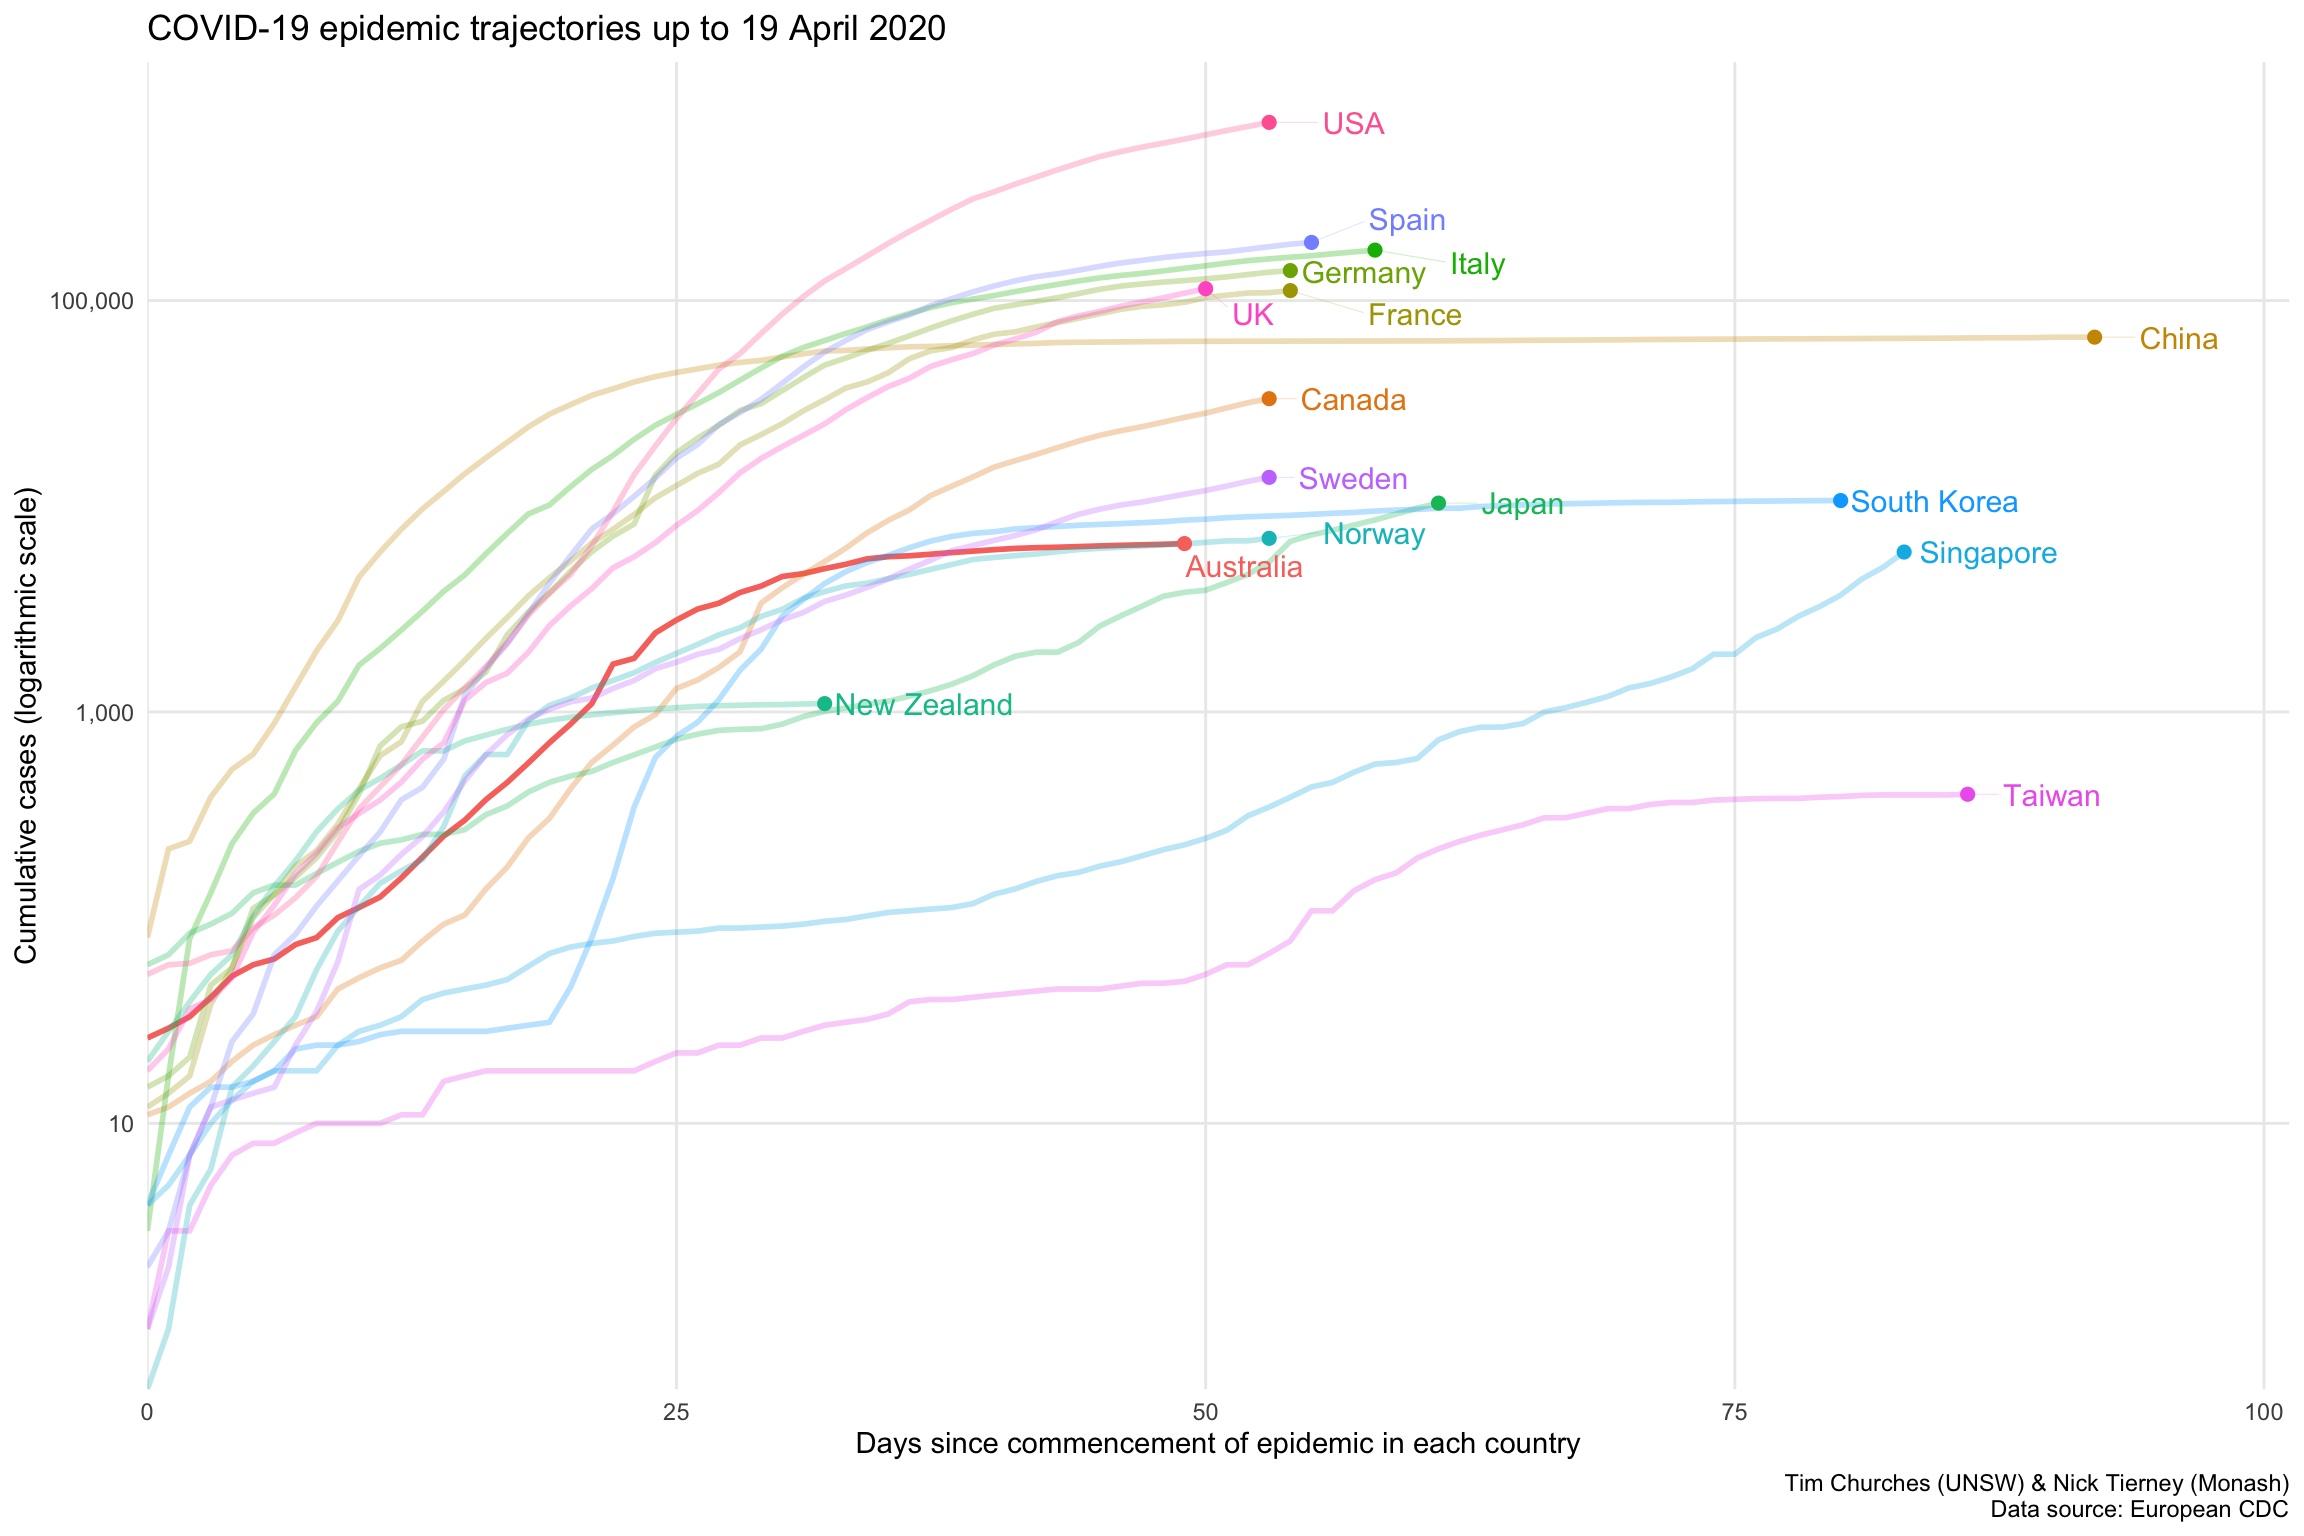 COVID-19 epidemic trajectories up to 19 April 2020
USA
Spain
Italy
Germany
100,000
UK
France
China
Canada
Sweden
Japan
South Korea
Norway
Singapore
Australia
New Zealand
1,000
Taiwan
Cumulative cases (logarithmic scale)
10
0
25
50
75
100
Days since commencement of epidemic in each country
Tim Churches (UNSW) & Nick Tierney (Monash)
Data source: European CDC